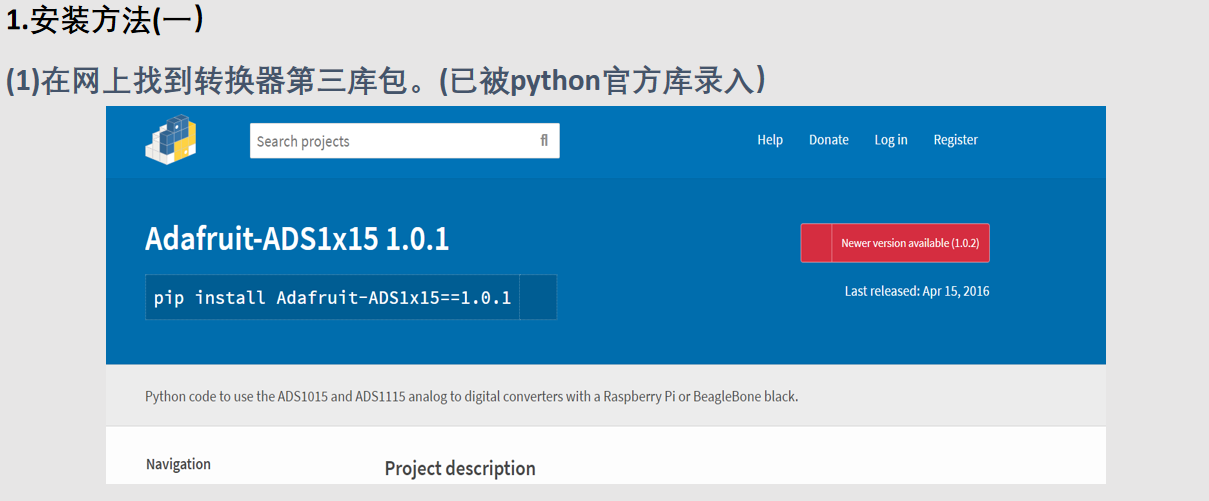 1.安装方法(一)
(1)在网上找到转换器第三库包。(已被python官方库录入)
Search projects
Help Donate Log in Register
Adafruit-ADS1x15 1.0.1
Newer version available (1.0.2)
pip install Adafruit-ADS1x15==1.0.1
Last released: Apr 15, 2016
Python code to use the ADS1015 and ADS1115 analog to digital converters with a Raspberry Pi or BeagleBone black.
Navigation
Project description